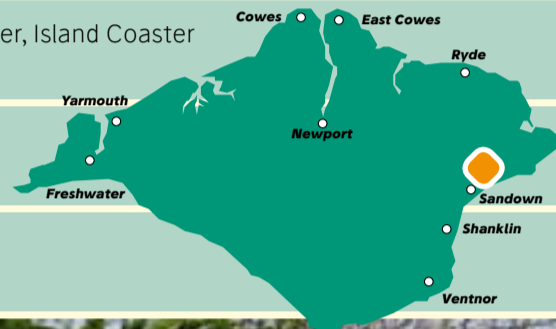 er, Island Coaster
Cowes
East Cowes
Ryde
Yarmouth
Newport
Freshwater
Sandown
Shanklin
Ventnor